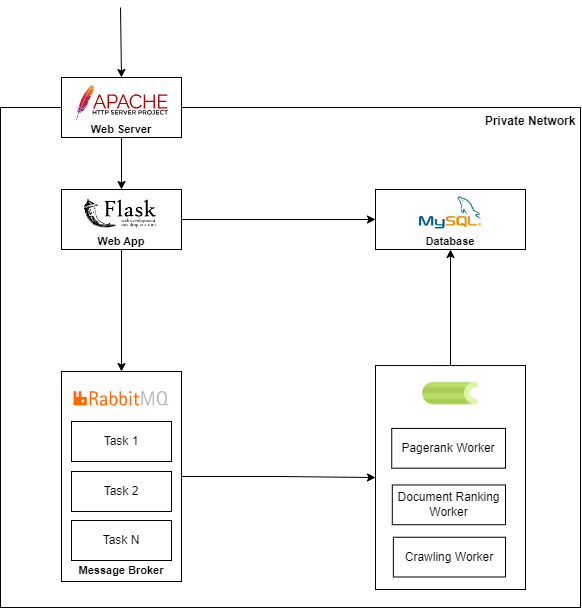 APACHE
HTTP SERVER PROJECT
Web Server
Private Network
Flask
web development,
one drop at a time
Web App
MySQL
Database
RabbitMQ
Task 1
Task 2
Task N
Message Broker
Pagerank Worker
Document Ranking
Worker
Crawling Worker